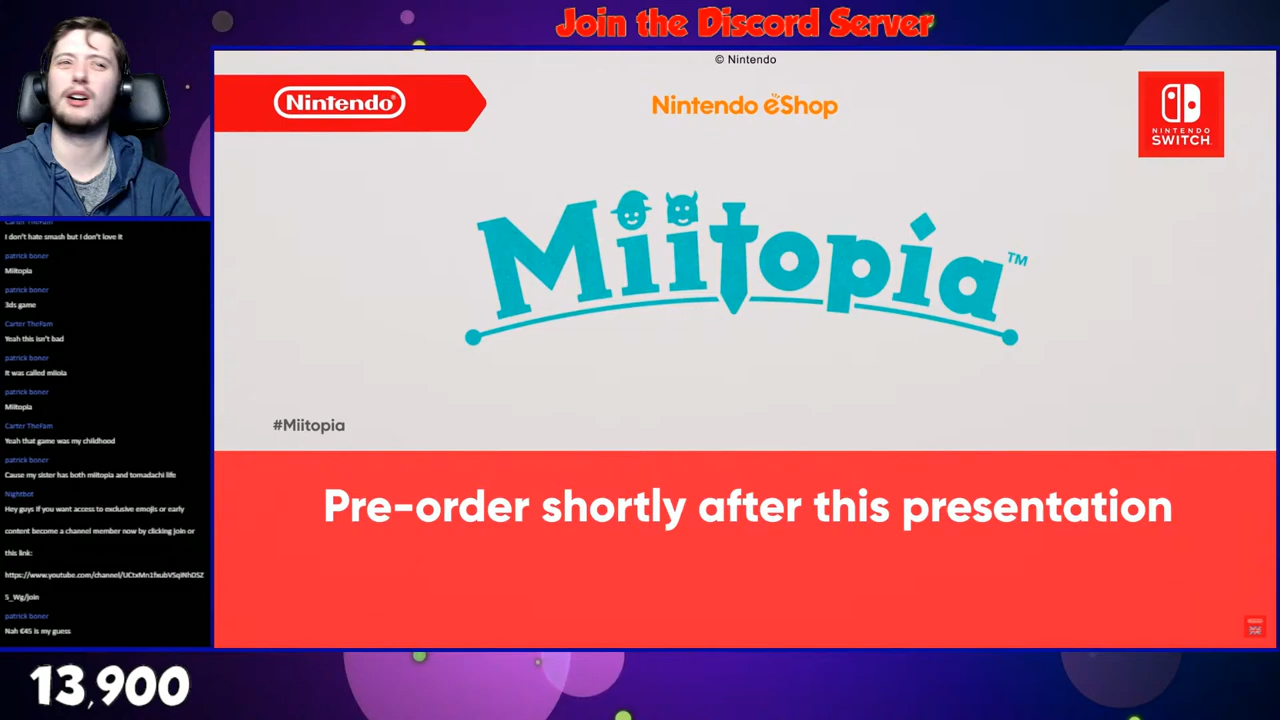 Join the Discord Server
© Nintendo
Nintendo
Nintendo eShop
NINTENDO
SWITCH
Miitopia™
#Miitopia
Pre-order shortly after this presentation
Carter TheFam
I don't hate smash but I don't love it
patrick boner
Miitopia
patrick boner
3ds game
Carter TheFam
Yeah this isn't bad
patrick boner
It was called miioia
patrick boner
Miitopia
Carter TheFam
Yeah that game was my childhood
patrick boner
Cause my sister has both miitopia and tomadachi life
Nightbot
Hey guys if you want access to exclusive emojis or early
content become a channel member now by clicking join or
this link:
5_Wg/join
patrick boner
Nah €45 is my guess
13,900